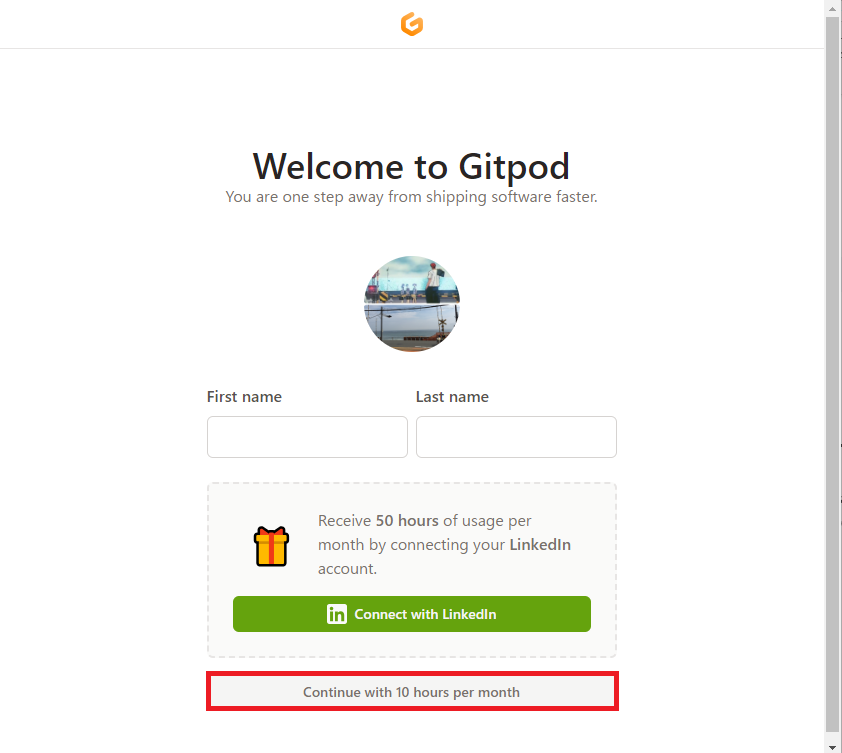 Welcome to Gitpod
You are one step away from shipping software faster.
First name Last name
Receive 50 hours of usage per
month by connecting your LinkedIn
account.
in Connect with LinkedIn
Continue with 10 hours per month